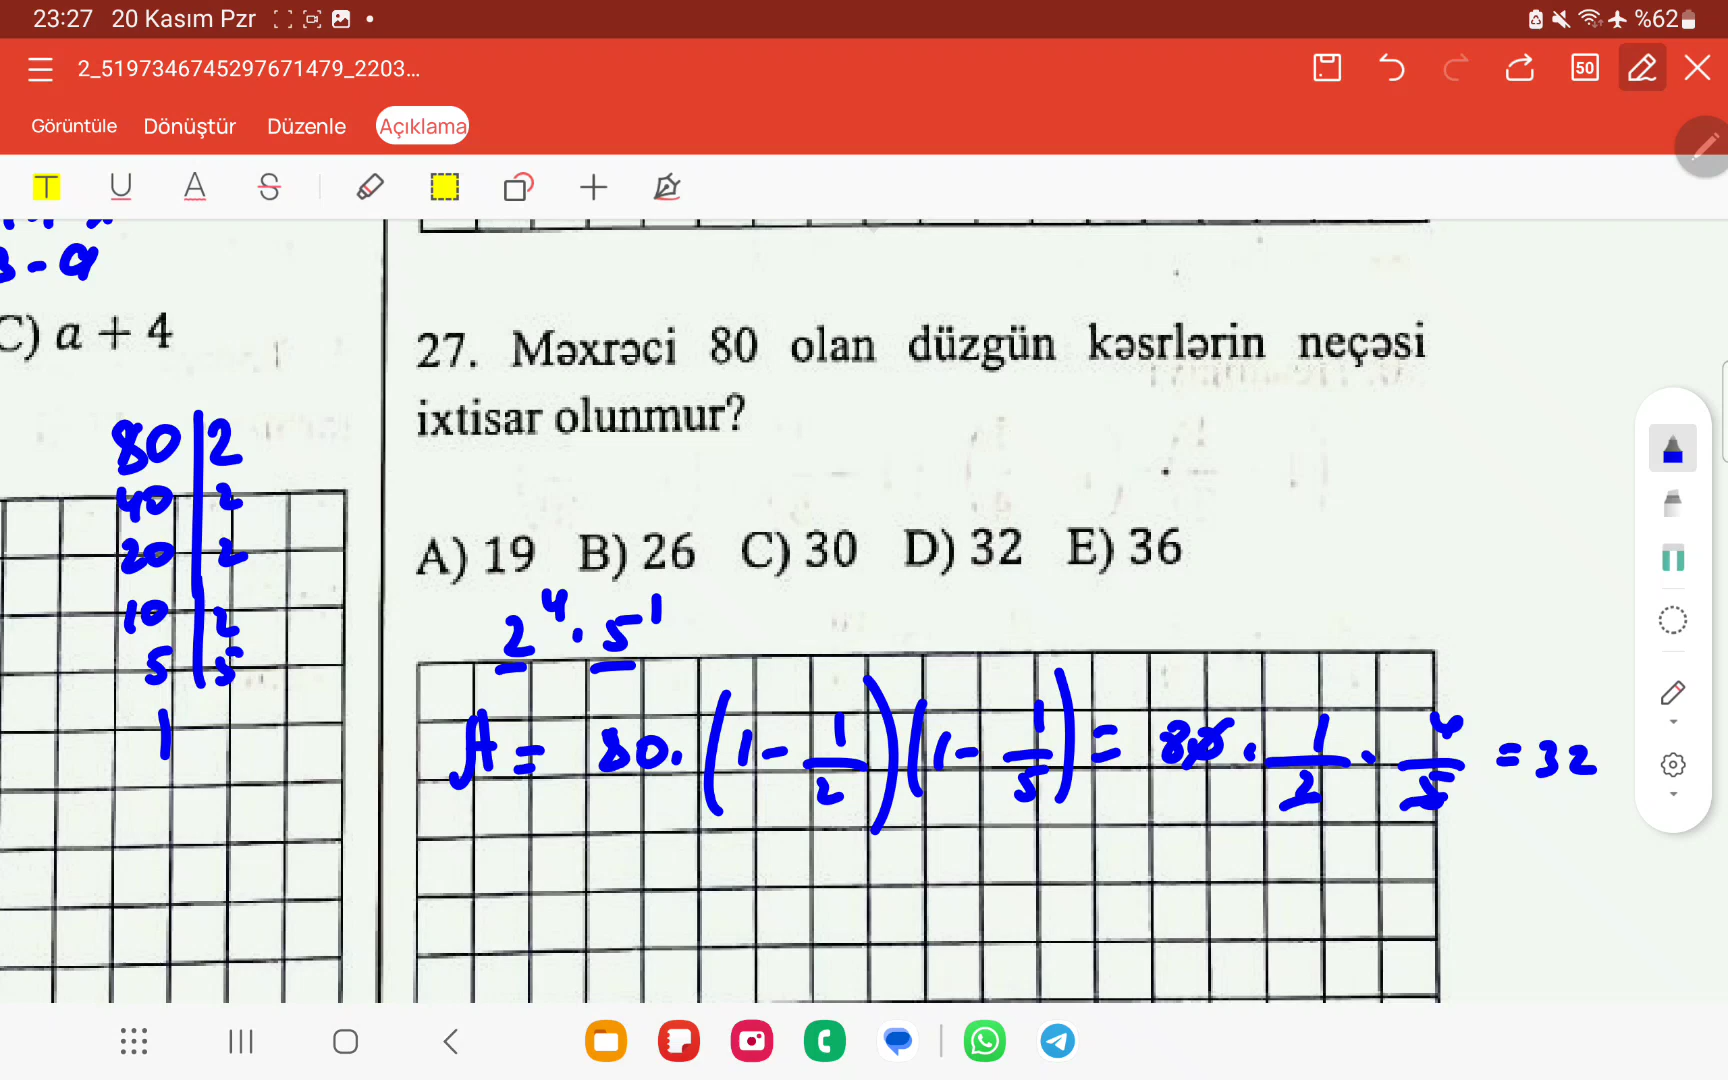 23:27 20 Kasım Pzr %62
2_5197346745297671479_2203...
50
Görüntüle Dönüştür Düzenle Açıklama
T U A S
- a
C) a + 4
27. Məxrəci 80 olan düzgün kəsrlərin neçəsi
ixtisar olunmur?
A) 19 B) 26 C) 30 D) 32 E) 36
80 | 2
40 | 2
20 | 2
10 | 2
5 | 5
1
2⁴ · 5¹
A = 80 · (1 - 1/2) (1 - 1/5) = 80 · 1/2 · 4/5 = 32